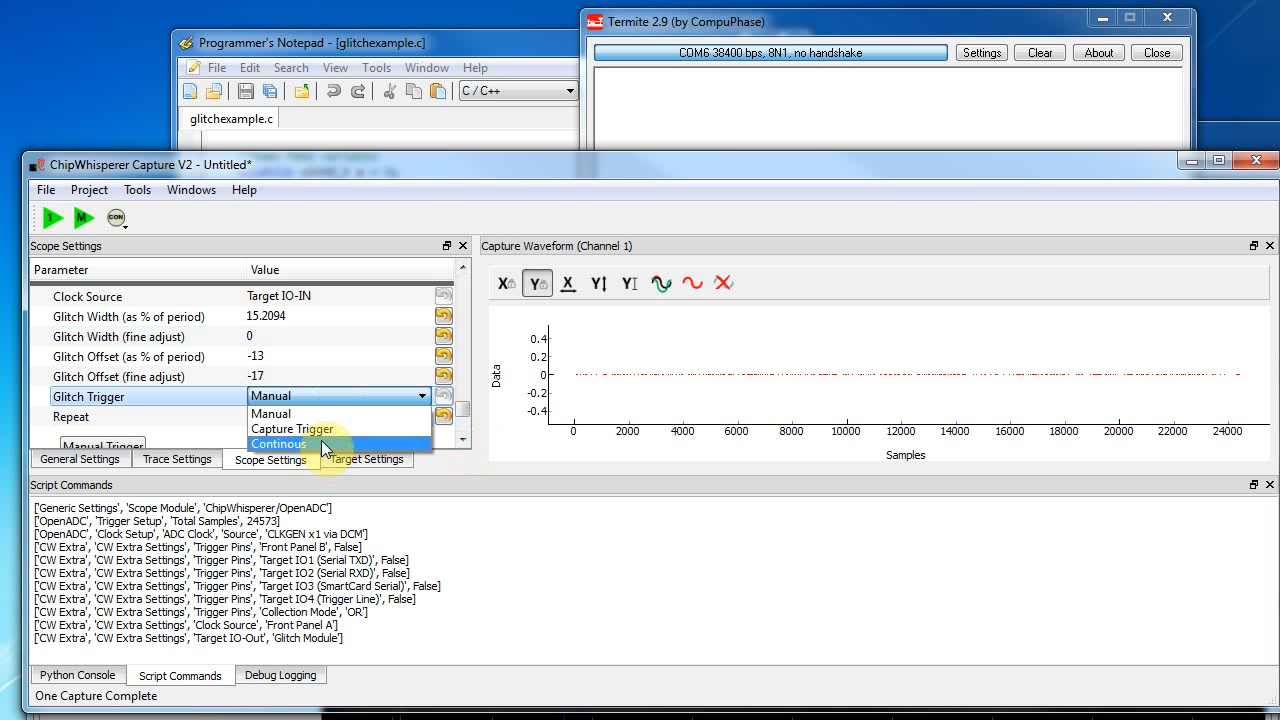 Termite 2.9 (by CompuPhase)
COM6 38400 bps, 8N1, no handshake Settings Clear About Close
Programmer's Notepad - [glitchexample.c]
File Edit Search View Tools Window Help
C / C++
glitchexample.c
ChipWhisperer Capture V2 - Untitled*
File Project Tools Windows Help
1 M CON
Scope Settings
Parameter Value
Clock Source Target IO-IN
Glitch Width (as % of period) 15.2094
Glitch Width (fine adjust) 0
Glitch Offset (as % of period) -13
Glitch Offset (fine adjust) -17
Glitch Trigger Manual
Repeat
Manual
Capture Trigger
Continous
Manual Trigger
General Settings Trace Settings Scope Settings Target Settings
Capture Waveform (Channel 1)
X Y X Y Y
0.4
0.2
0
-0.2
-0.4
Data
0 2000 4000 6000 8000 10000 12000 14000 16000 18000 20000 22000 24000
Samples
Script Commands
['Generic Settings', 'Scope Module', 'ChipWhisperer/OpenADC']
['OpenADC', 'Trigger Setup', 'Total Samples', 24573]
['OpenADC', 'Clock Setup', 'ADC Clock', 'Source', 'CLKGEN x1 via DCM']
['CW Extra', 'CW Extra Settings', 'Trigger Pins', 'Front Panel B', False]
['CW Extra', 'CW Extra Settings', 'Trigger Pins', 'Target IO1 (Serial TXD)', False]
['CW Extra', 'CW Extra Settings', 'Trigger Pins', 'Target IO2 (Serial RXD)', False]
['CW Extra', 'CW Extra Settings', 'Trigger Pins', 'Target IO3 (SmartCard Serial)', False]
['CW Extra', 'CW Extra Settings', 'Trigger Pins', 'Target IO4 (Trigger Line)', False]
['CW Extra', 'CW Extra Settings', 'Trigger Pins', 'Collection Mode', 'OR']
['CW Extra', 'CW Extra Settings', 'Clock Source', 'Front Panel A']
['CW Extra', 'CW Extra Settings', 'Target IO-Out', 'Glitch Module']
Python Console Script Commands Debug Logging
One Capture Complete